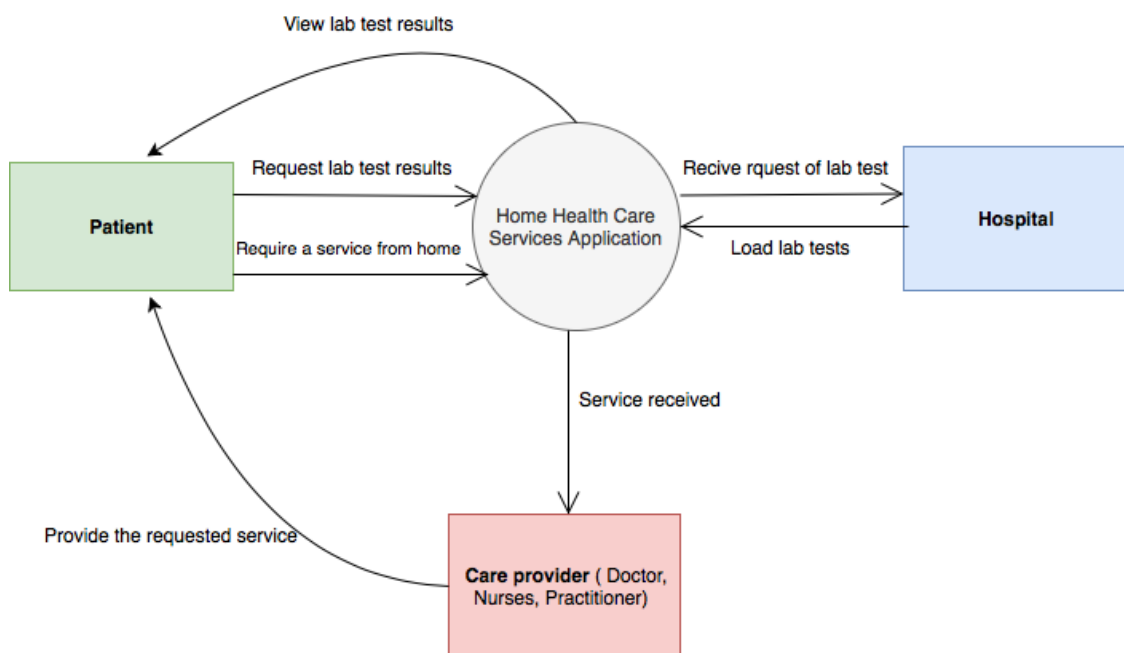 View lab test results
Request lab test results
Recive rquest of lab test
Patient
Home Health Care
Services Application
Hospital
Require a service from home
Load lab tests
Service received
Provide the requested service
Care provider ( Doctor,
Nurses, Practitioner)